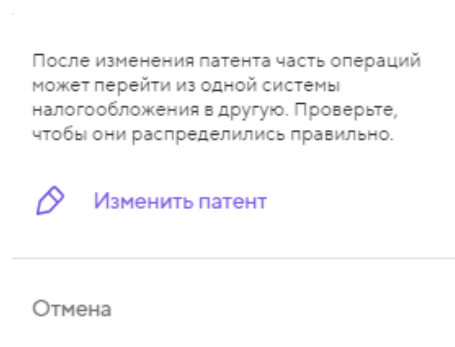 После изменения патента часть операций
может перейти из одной системы
налогообложения в другую. Проверьте,
чтобы они распределились правильно.
Изменить патент
Отмена